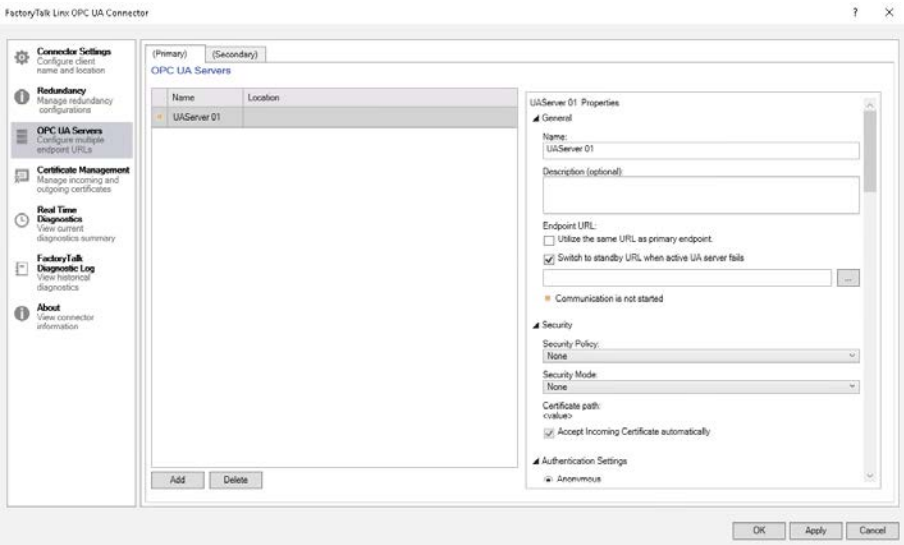 FactoryTalk Linx OPC UA Connector
?
Connector Settings
Configure client
name and location
Redundancy
Manage redundancy
configurations
OPC UA Servers
Configure multiple
endpoint URLs
Certificate Management
Manage incoming and
outgoing certificates
Real Time
Diagnostics
View current
diagnostics summary
FactoryTalk
Diagnostic Log
View historical
diagnostics
About
View connector
information
(Primary) (Secondary)
OPC UA Servers
Name Location
UAServer 01
Add Delete
UAServer 01 Properties
General
Name:
UAServer 01
Description (optional):
Endpoint URL:
Utilize the same URL as primary endpoint.
Switch to standby URL when active UA server fails
...
Communication is not started
Security
Security Policy:
None
Security Mode:
None
Certificate path:
<value>
Accept Incoming Certificate automatically
Authentication Settings
Anonymous
OK Apply Cancel